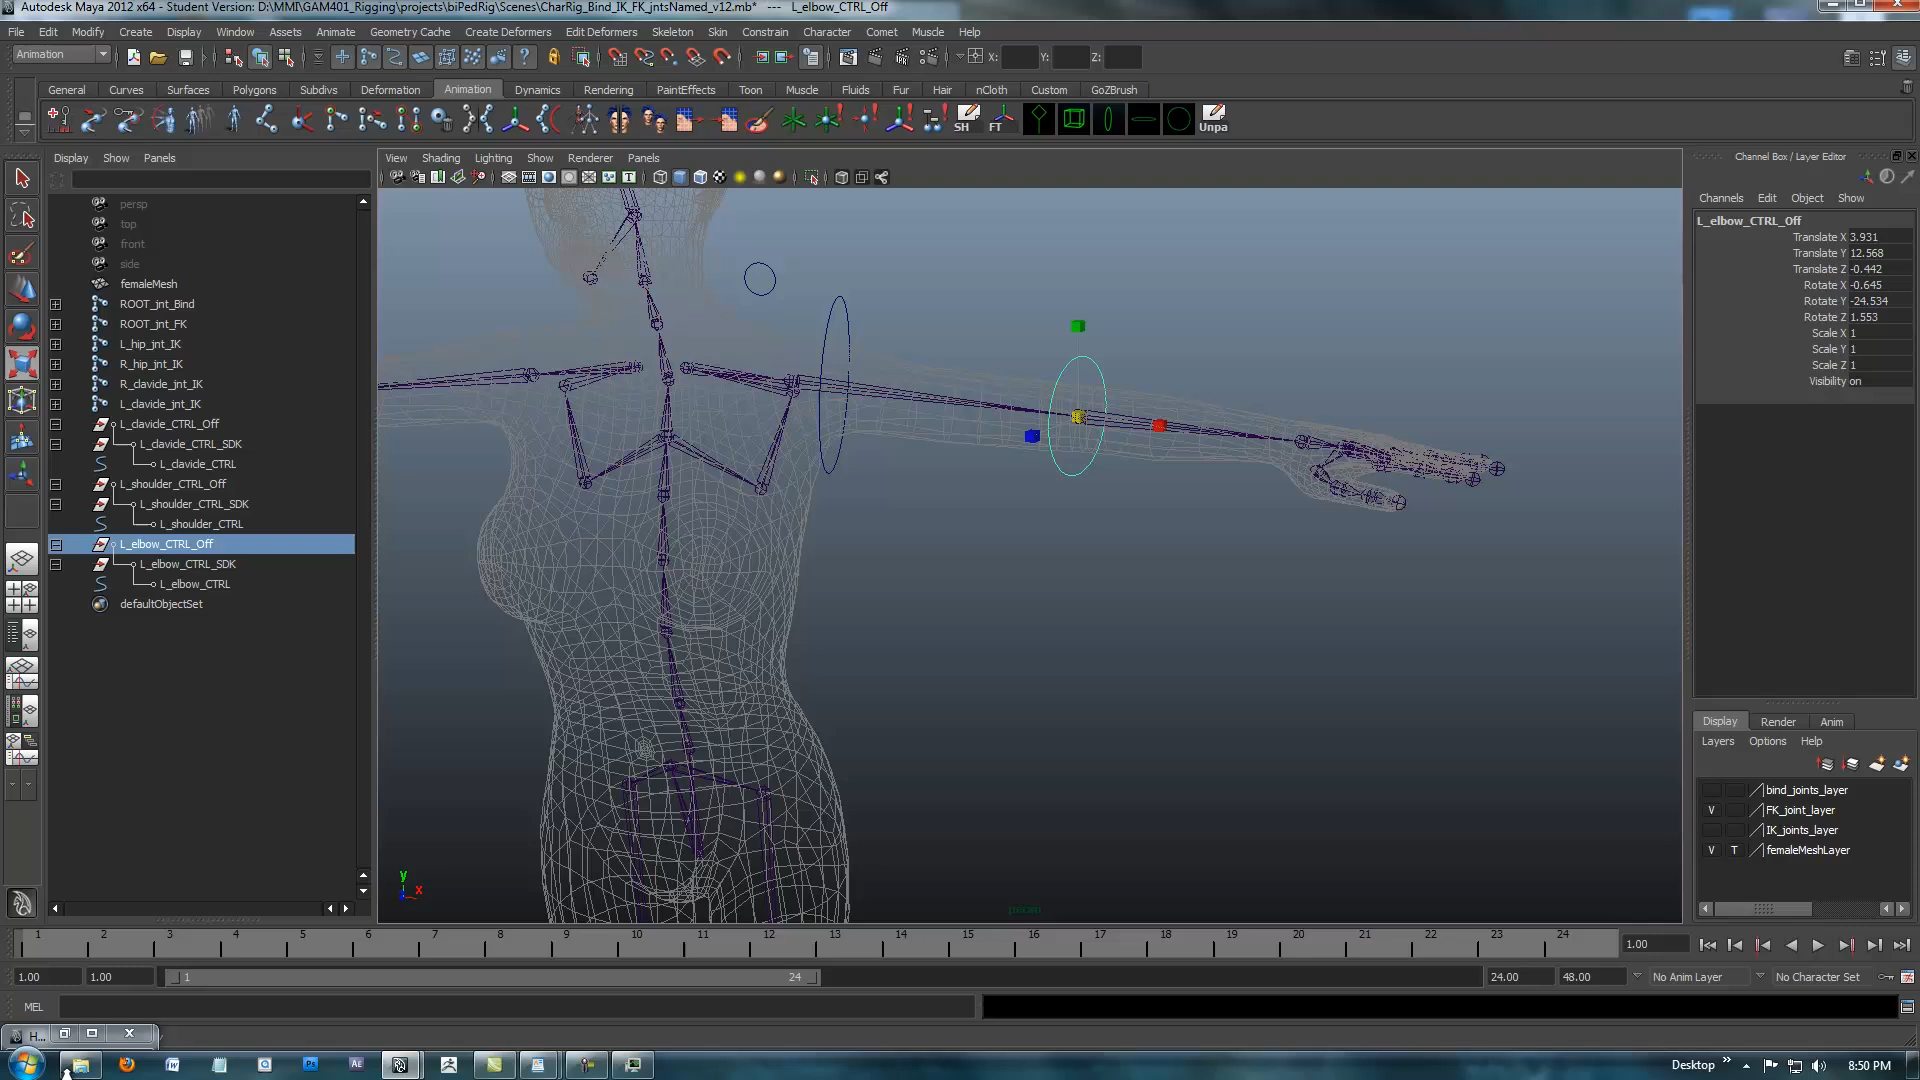 Autodesk Maya 2012 x64 - Student Version: D:\MMI\GAM401_Rigging\projects\biPedRig\Scenes\CharRig_Bind_IK_FK_jntsNamed_v12.mb* --- L_elbow_CTRL_Off
File Edit Modify Create Display Window Assets Animate Geometry Cache Create Deformers Edit Deformers Skeleton Skin Constrain Character Comet Muscle Help
Animation X: Y: Z:
General Curves Surfaces Polygons Subdivs Deformation Animation Dynamics Rendering PaintEffects Toon Muscle Fluids Fur Hair nCloth Custom GoZBrush
SH FT Unpa
Display Show Panels
View Shading Lighting Show Renderer Panels
Channel Box / Layer Editor
Channels Edit Object Show
persp
top
front
side
femaleMesh
ROOT_jnt_Bind
ROOT_jnt_FK
L_hip_jnt_IK
R_hip_jnt_IK
R_clavicle_jnt_IK
L_clavicle_jnt_IK
L_clavicle_CTRL_Off
L_clavicle_CTRL_SDK
L_clavicle_CTRL
L_shoulder_CTRL_Off
L_shoulder_CTRL_SDK
L_shoulder_CTRL
L_elbow_CTRL_Off
L_elbow_CTRL_SDK
L_elbow_CTRL
defaultObjectSet
y
x
persp
L_elbow_CTRL_Off
Translate X 3.931
Translate Y 12.568
Translate Z -0.442
Rotate X -0.645
Rotate Y -24.534
Rotate Z 1.553
Scale X 1
Scale Y 1
Scale Z 1
Visibility on
Display Render Anim
Layers Options Help
bind_joints_layer
V FK_joint_layer
IK_joints_layer
V T femaleMeshLayer
1 2 3 4 5 6 7 8 9 10 11 12 13 14 15 16 17 18 19 20 21 22 23 24 1.00
1.00 1.00 1 24 24.00 48.00 No Anim Layer No Character Set
MEL
H...
Desktop 8:50 PM